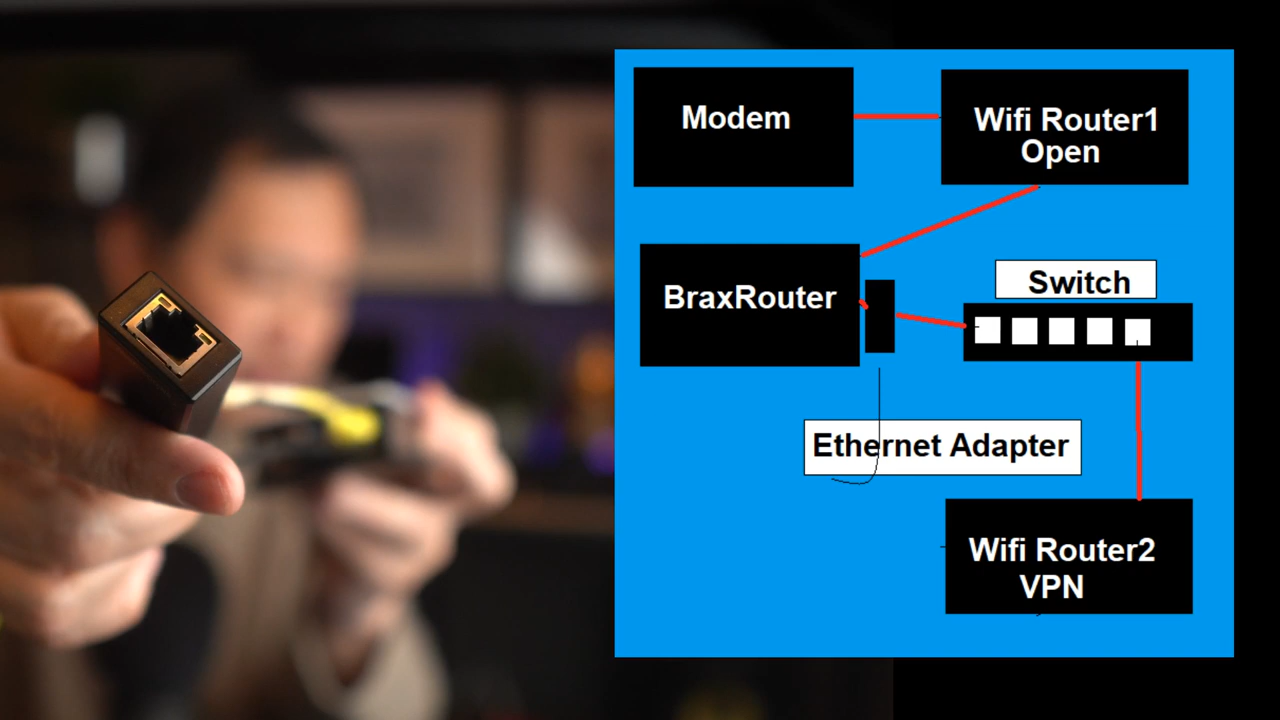 Modem
Wifi Router1
Open
BraxRouter
Switch
Ethernet Adapter
Wifi Router2
VPN